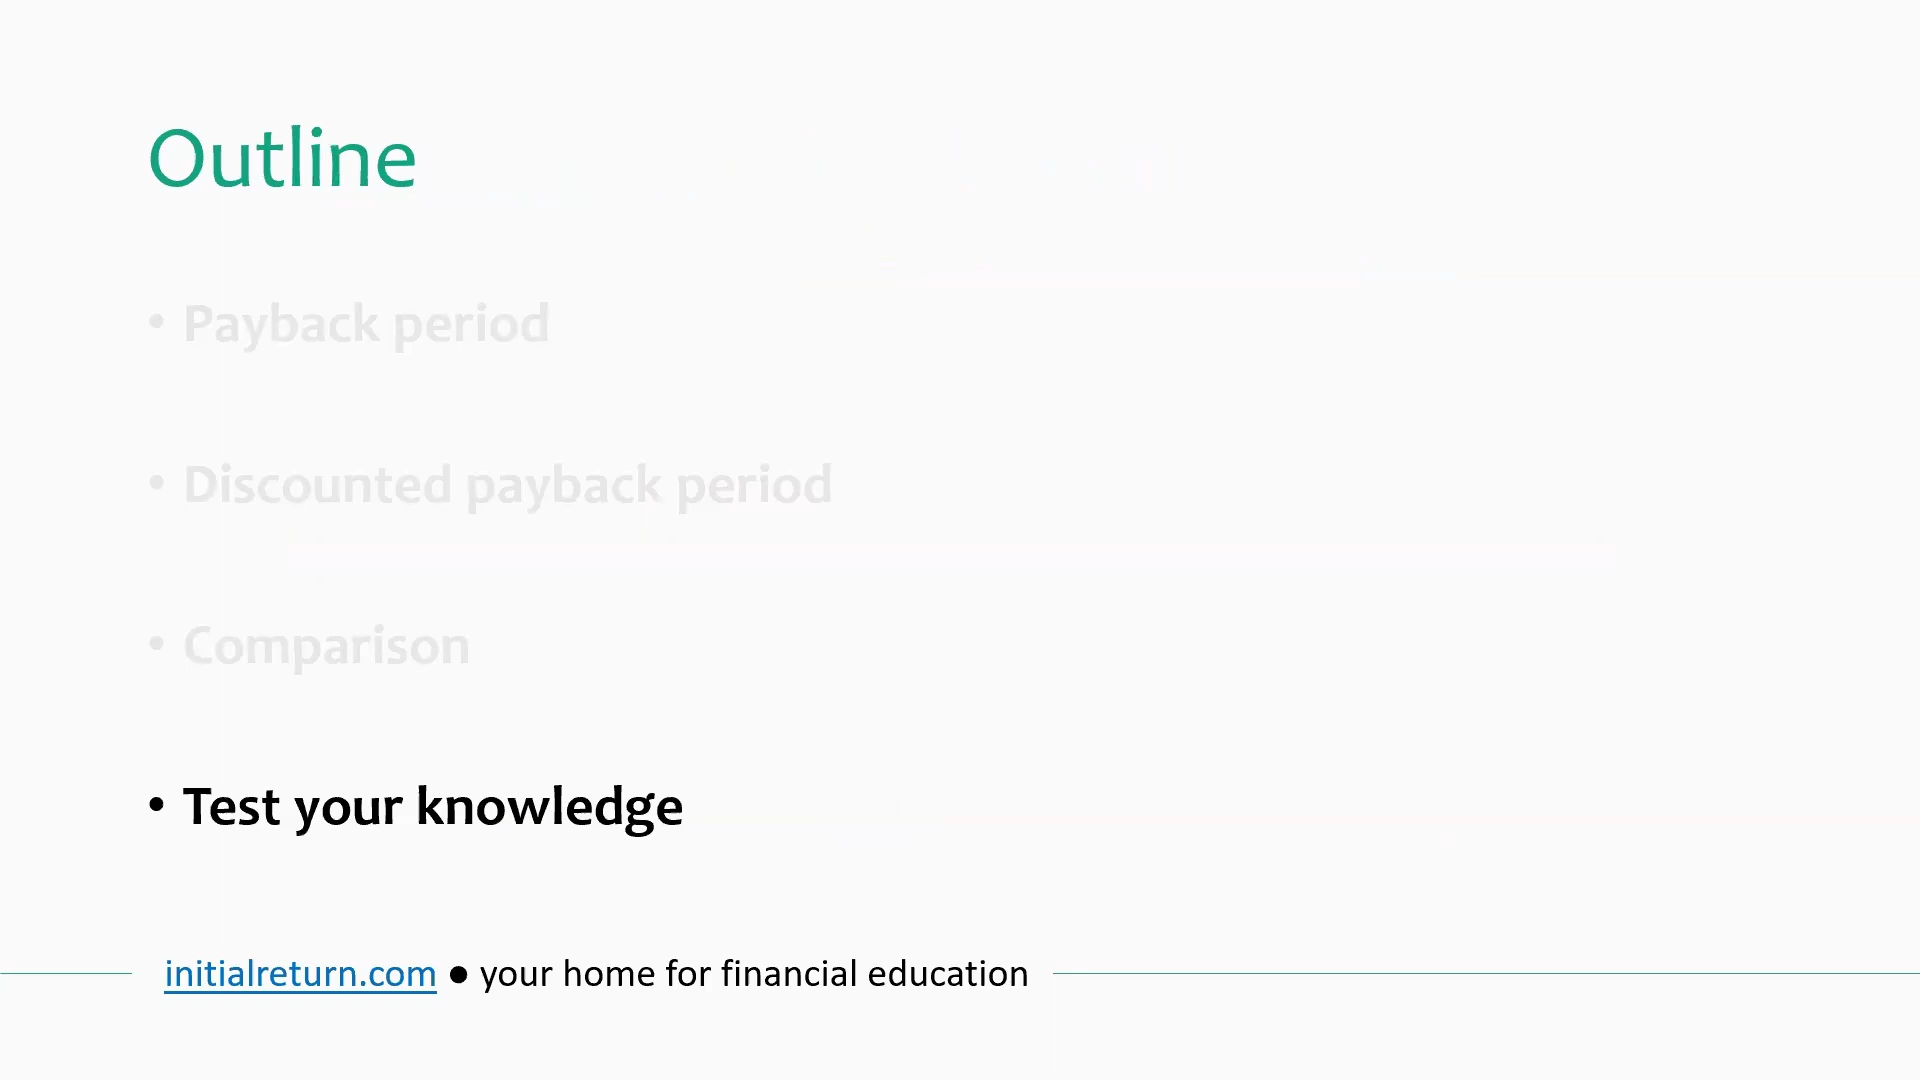 Outline
• Payback period
• Discounted payback period
• Comparison
• Test your knowledge
initialreturn.com ● your home for financial education